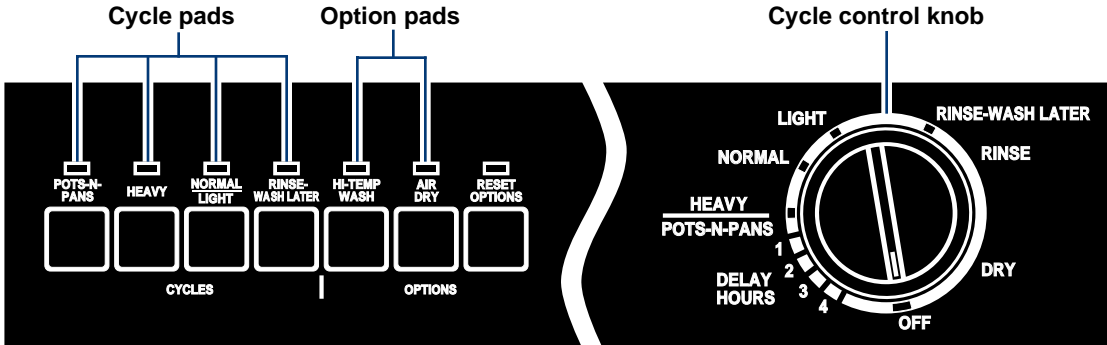 Cycle pads
Option pads
Cycle control knob
POTS-N-
PANS
HEAVY
NORMAL
LIGHT
RINSE-
WASH LATER
HI-TEMP
WASH
AIR
DRY
RESET
OPTIONS
CYCLES
OPTIONS
LIGHT
RINSE-WASH LATER
NORMAL
RINSE
HEAVY
POTS-N-PANS
1
2
3
4
DELAY
HOURS
DRY
OFF